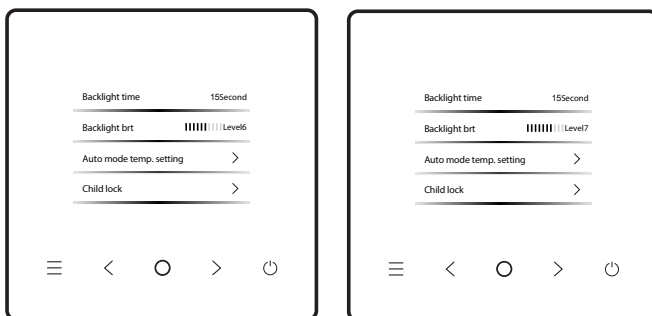 Backlight time 15Second
Backlight brt Level6
Auto mode temp. setting
Child lock
Backlight time 15Second
Backlight brt Level7
Auto mode temp. setting
Child lock